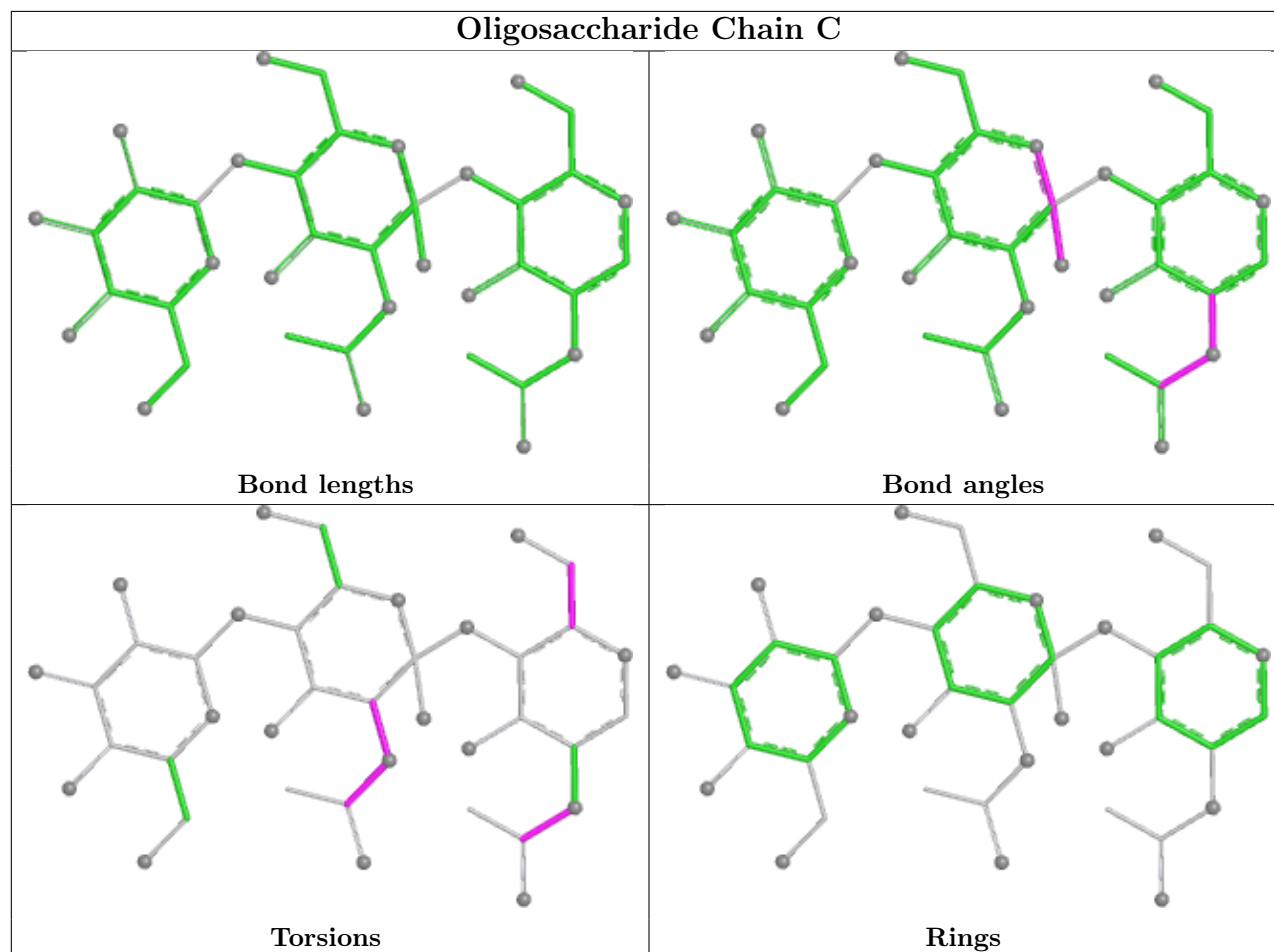 Oligosaccharide Chain C
Bond lengths
Bond angles
Torsions
Rings